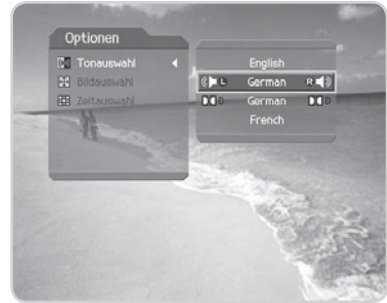 Optionen
Tonauswahl
Bildauswahl
Zeitauswahl
English
L German R
D German D
French